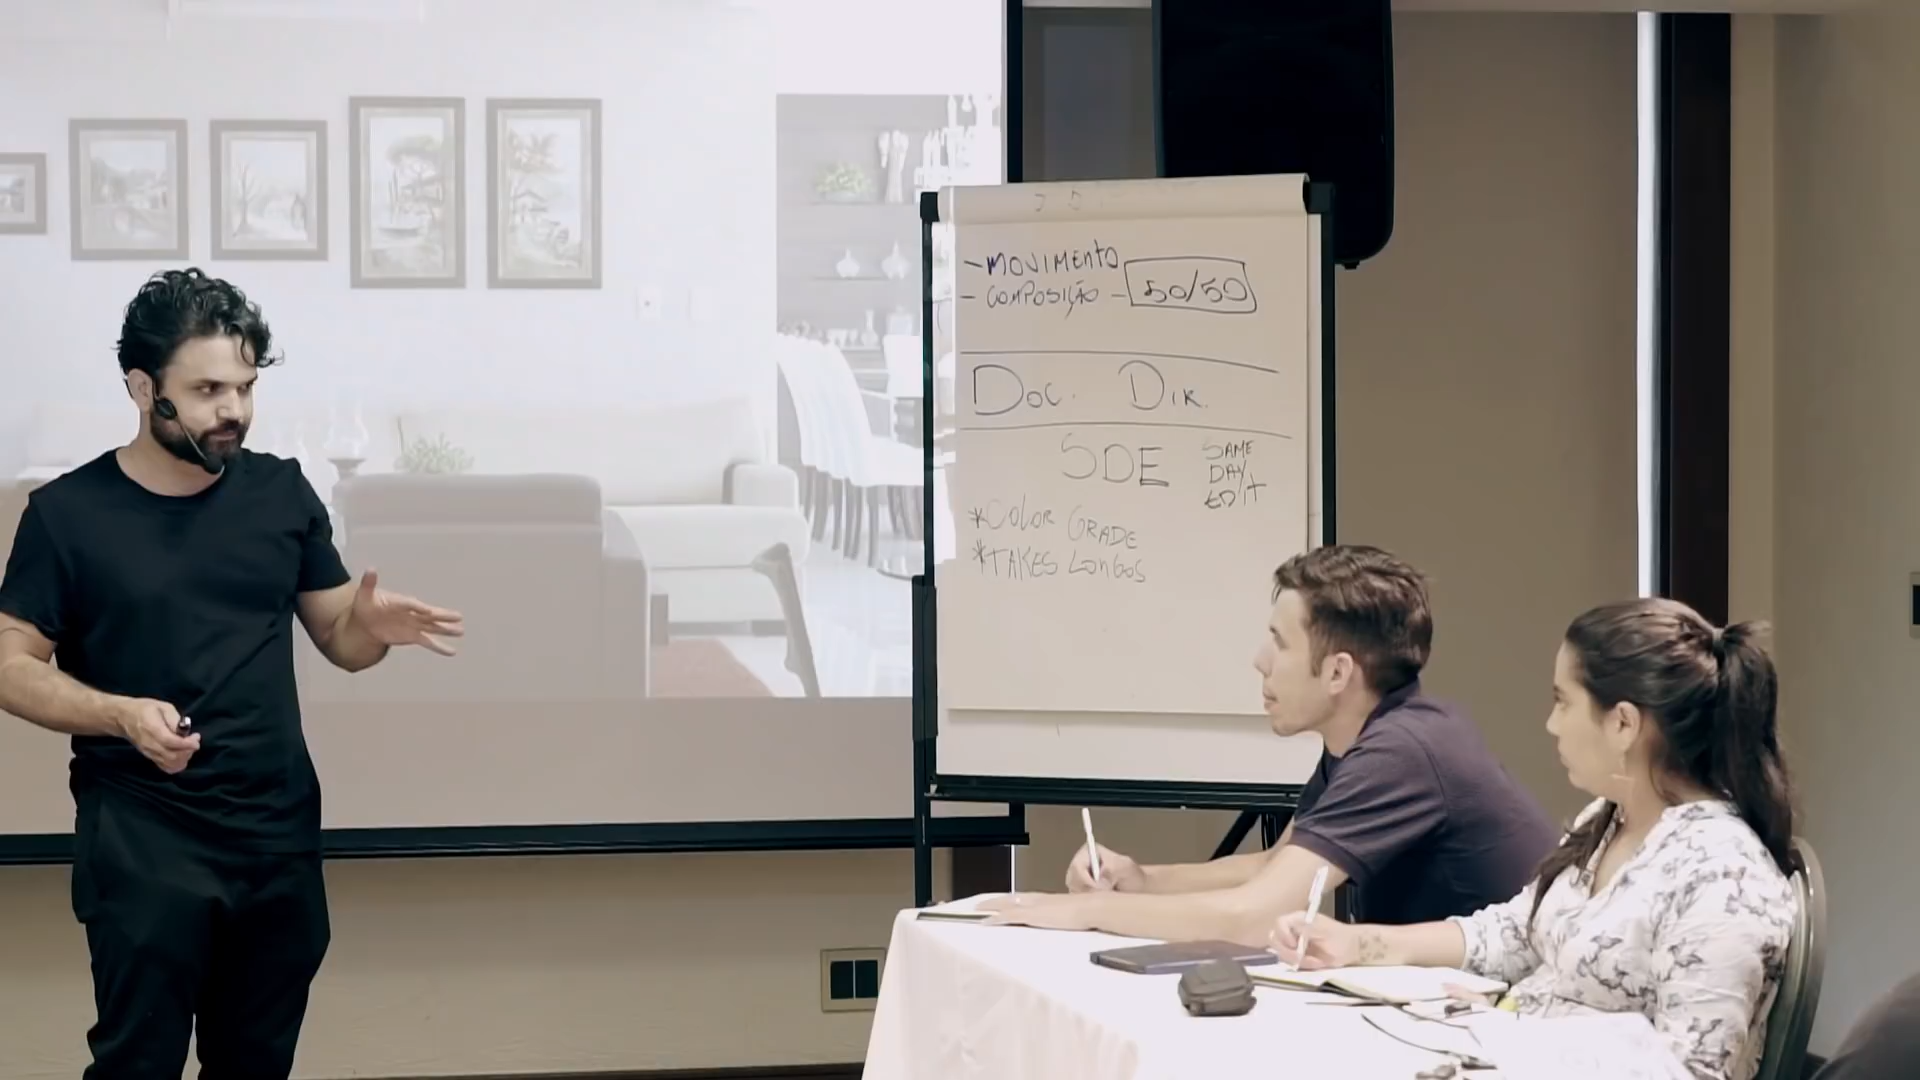 - MOVIMENTO
- COMPOSIÇÃO - 50/50
DOC. DIR.
SDE SAME DAY EDIT
*COLOR GRADE
*TAKES LONGOS